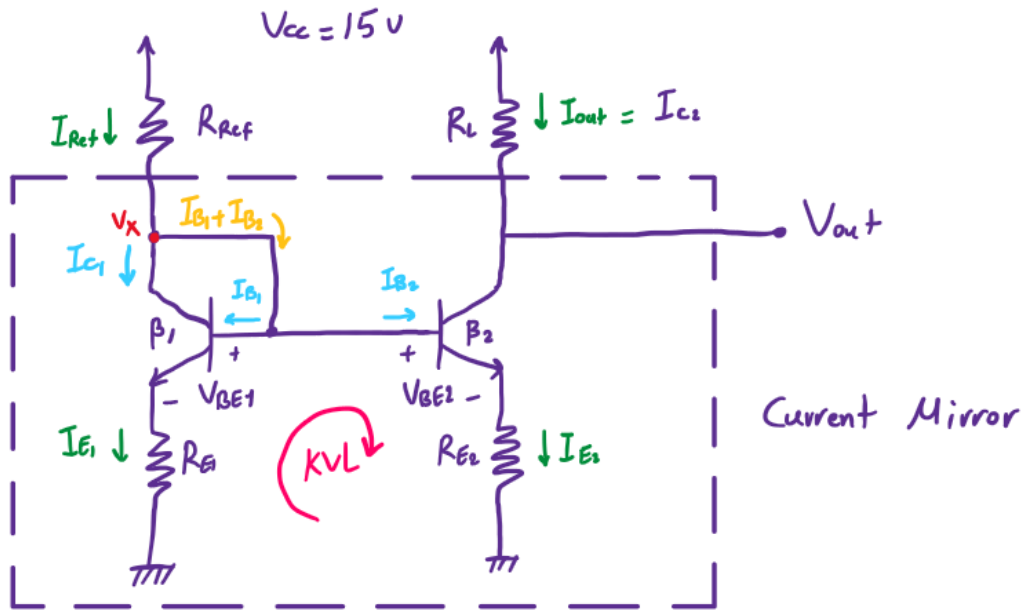 Vcc = 15 V
IRef↓
RRef
RL
↓ Iout = IC2
Vx
IB1 + IB2
Vout
IC1 ↓
IB1
IB2
β1
β2
+
+
- VBE1
VBE2 -
Current Mirror
IE1 ↓
RE1
KVL
RE2
↓ IE2